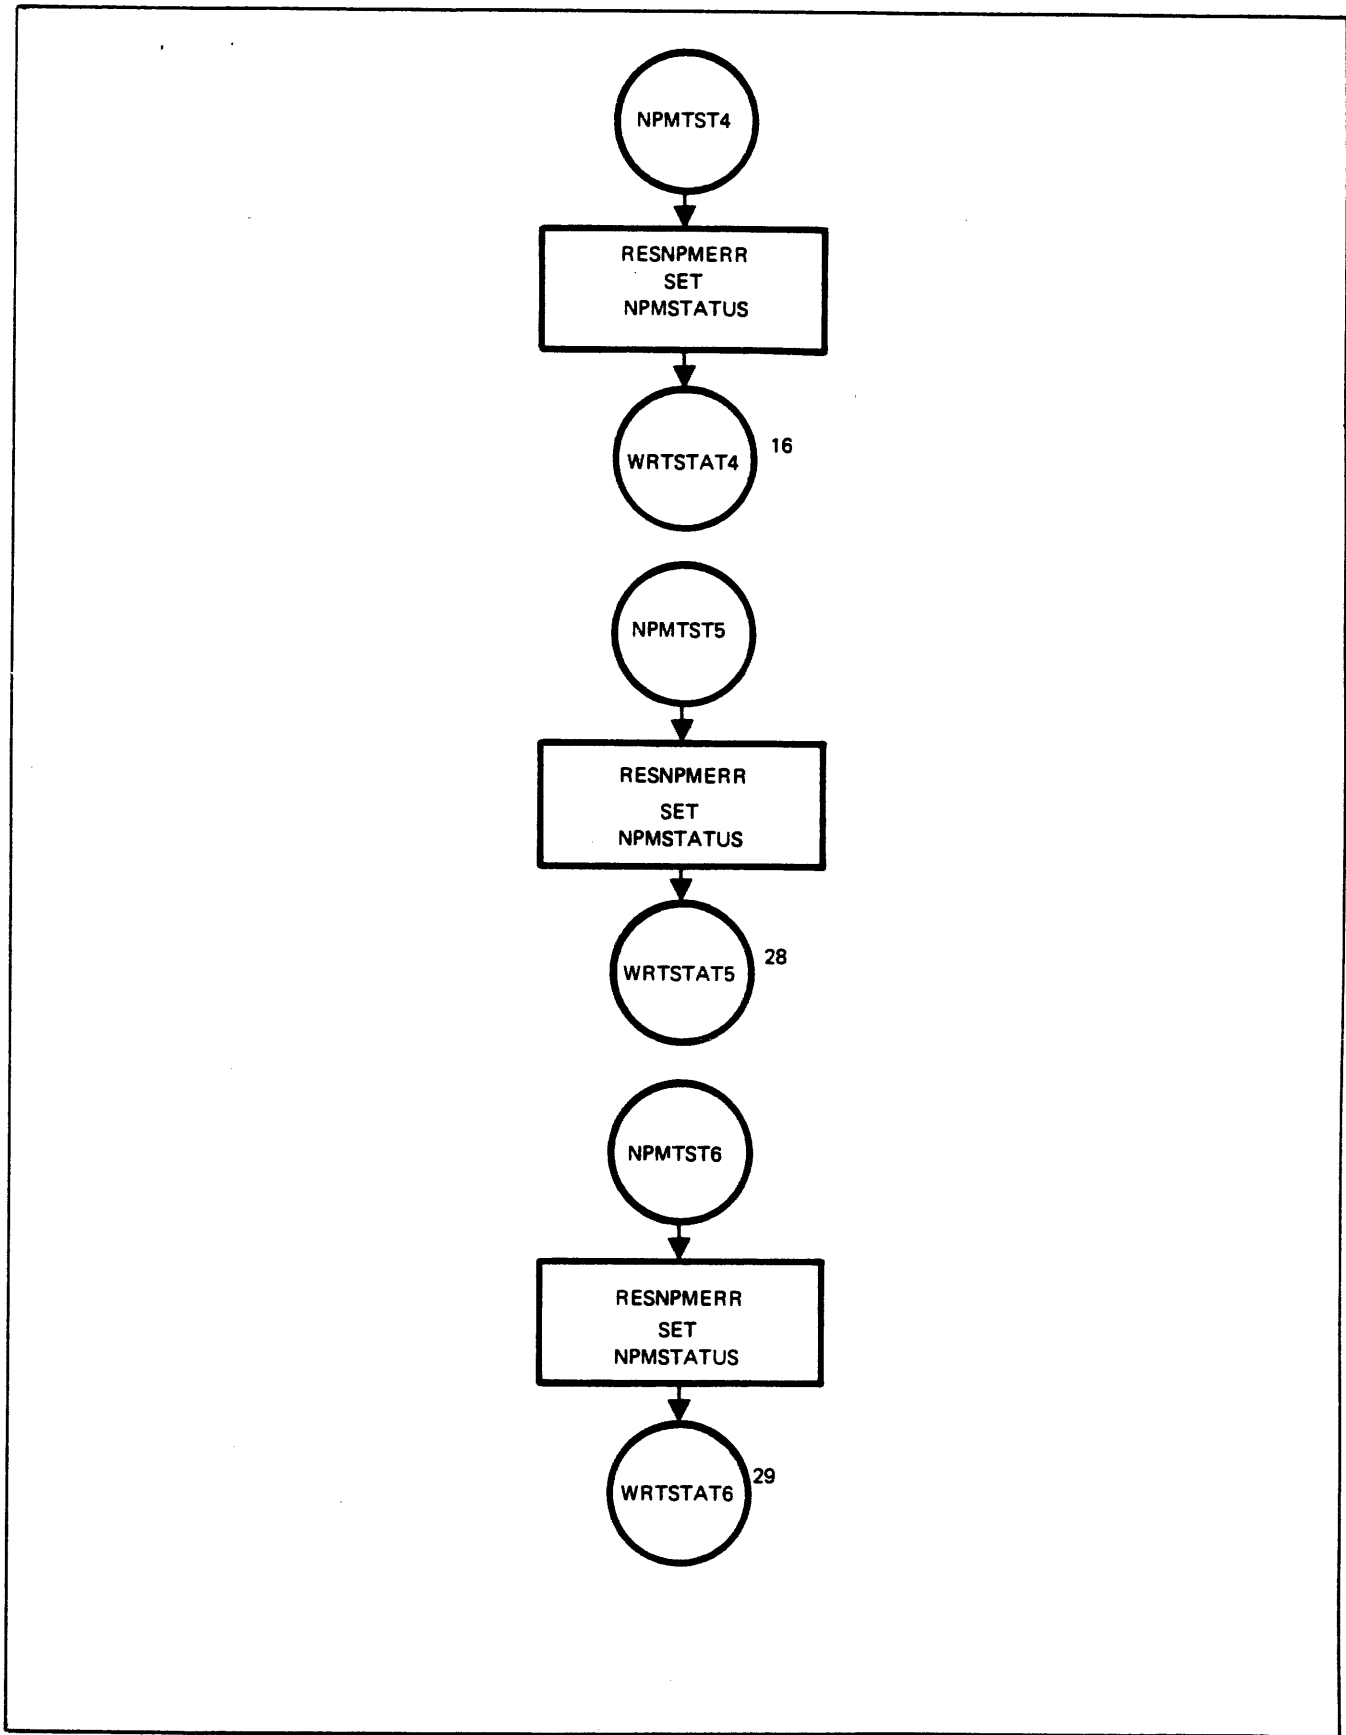 NPMTST4
RESNPMERR
SET
NPMSTATUS
WRTSTAT4
16
NPMTST5
RESNPMERR
SET
NPMSTATUS
WRTSTAT5
28
NPMTST6
RESNPMERR
SET
NPMSTATUS
WRTSTAT6
29